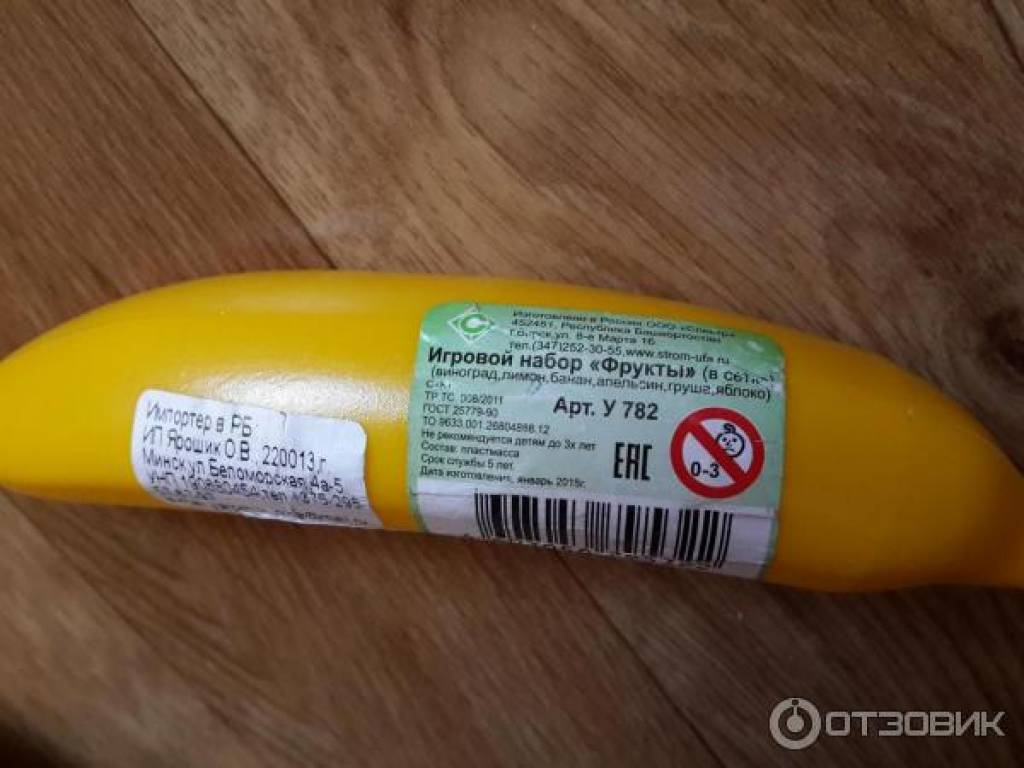 Изготовлено в России ООО «Спектр»
452451, Республика Башкортостан
г.Бирск,ул. 8-е Марта 16
тел.(347)252-30-55,www.strom-ufa.ru
Игровой набор «Фрукты» (в сетке)
(виноград,лимон,банан,апельсин,груша,яблоко)
ТР ТС 008/2011
ГОСТ 25779-90
Арт. У 782
ТО 9633.001.26804888.12
Не рекомендуется детям до 3х лет
Состав: пластмасса
Срок службы 5 лет.
Дата изготовления, январь 2015г.
ЕАС
0-3
Импортер в РБ
ИП Ярошик О.В., 220013,г.
Минск,ул.Беломорская,4а-5,
ОТЗОВИК